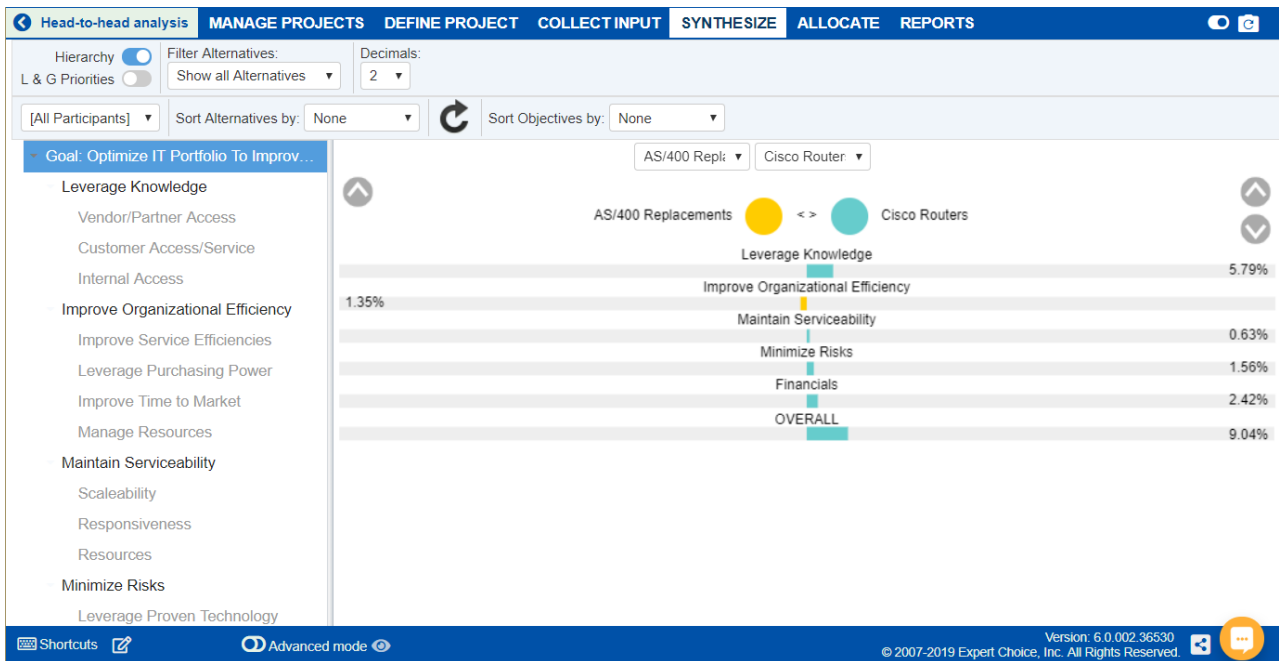 Head-to-head analysis MANAGE PROJECTS DEFINE PROJECT COLLECT INPUT SYNTHESIZE ALLOCATE REPORTS
Hierarchy Filter Alternatives: Decimals:
L & G Priorities Show all Alternatives 2
[All Participants] Sort Alternatives by: None Sort Objectives by: None
Goal: Optimize IT Portfolio To Improv...
Leverage Knowledge
Vendor/Partner Access
Customer Access/Service
Internal Access
Improve Organizational Efficiency
Improve Service Efficiencies
Leverage Purchasing Power
Improve Time to Market
Manage Resources
Maintain Serviceability
Scaleability
Responsiveness
Resources
Minimize Risks
Leverage Proven Technology
AS/400 Repla Cisco Router
AS/400 Replacements < > Cisco Routers
Leverage Knowledge
5.79%
Improve Organizational Efficiency
1.35%
Maintain Serviceability
0.63%
Minimize Risks
1.56%
Financials
2.42%
OVERALL
9.04%
Shortcuts Advanced mode
Version: 6.0.002.36530
© 2007-2019 Expert Choice, Inc. All Rights Reserved.